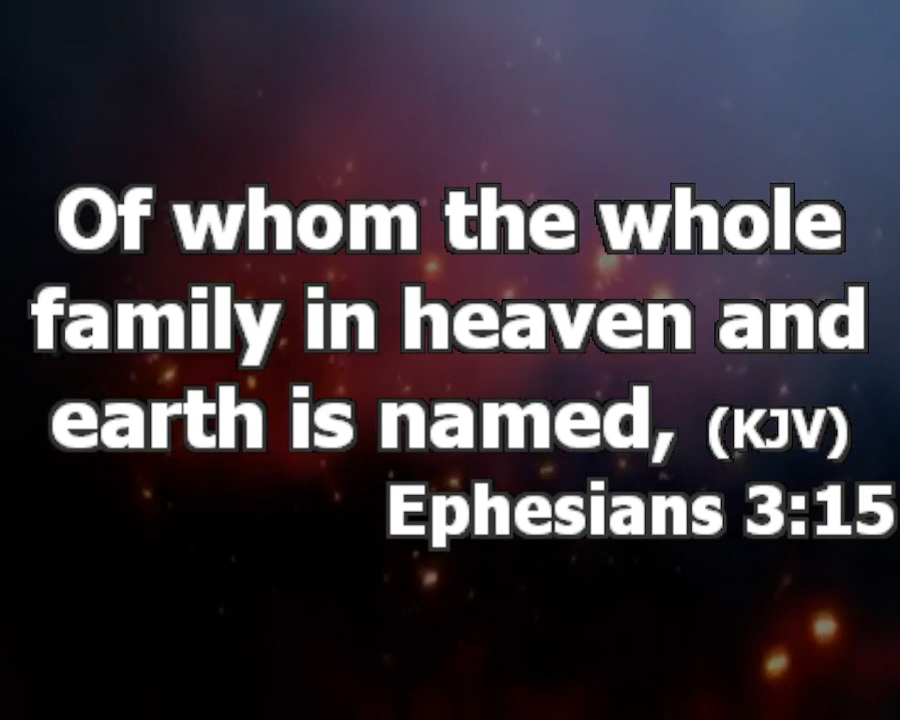 Of whom the whole
family in heaven and
earth is named, (KJV)
Ephesians 3:15